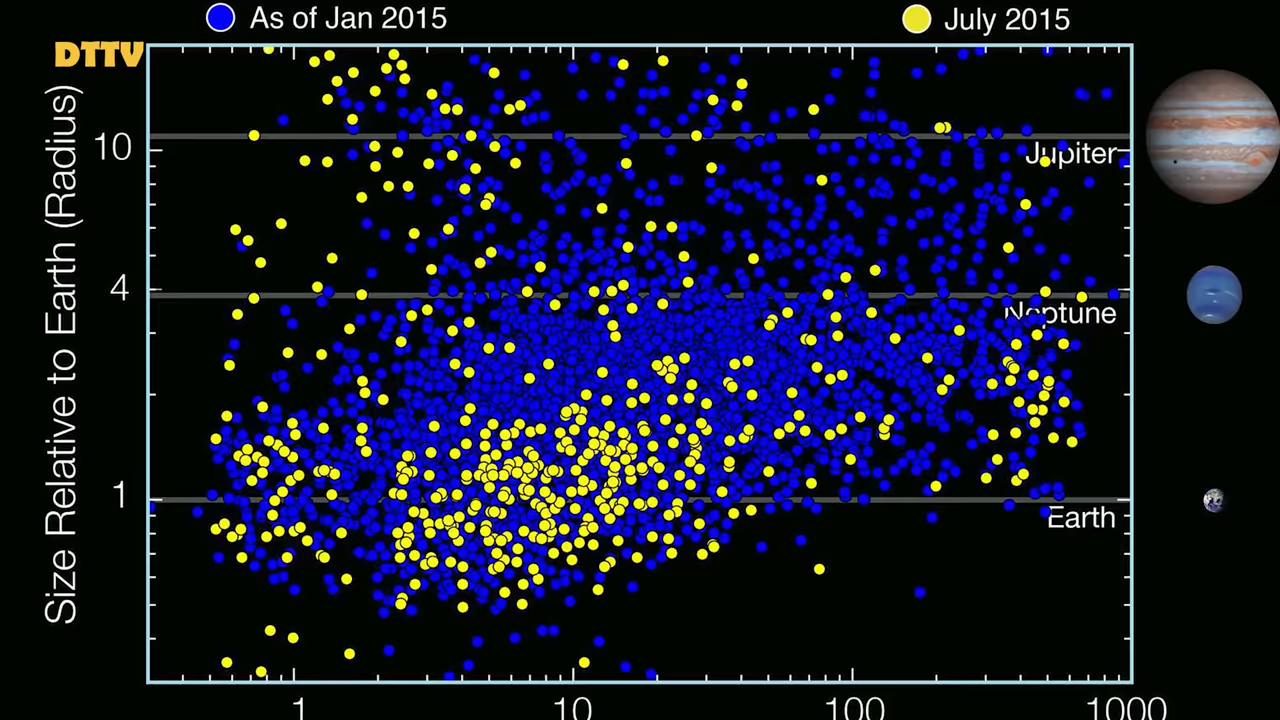 As of Jan 2015
July 2015
DTTV
Size Relative to Earth (Radius)
10
Jupiter
4
Neptune
1
Earth
1
10
100
1000